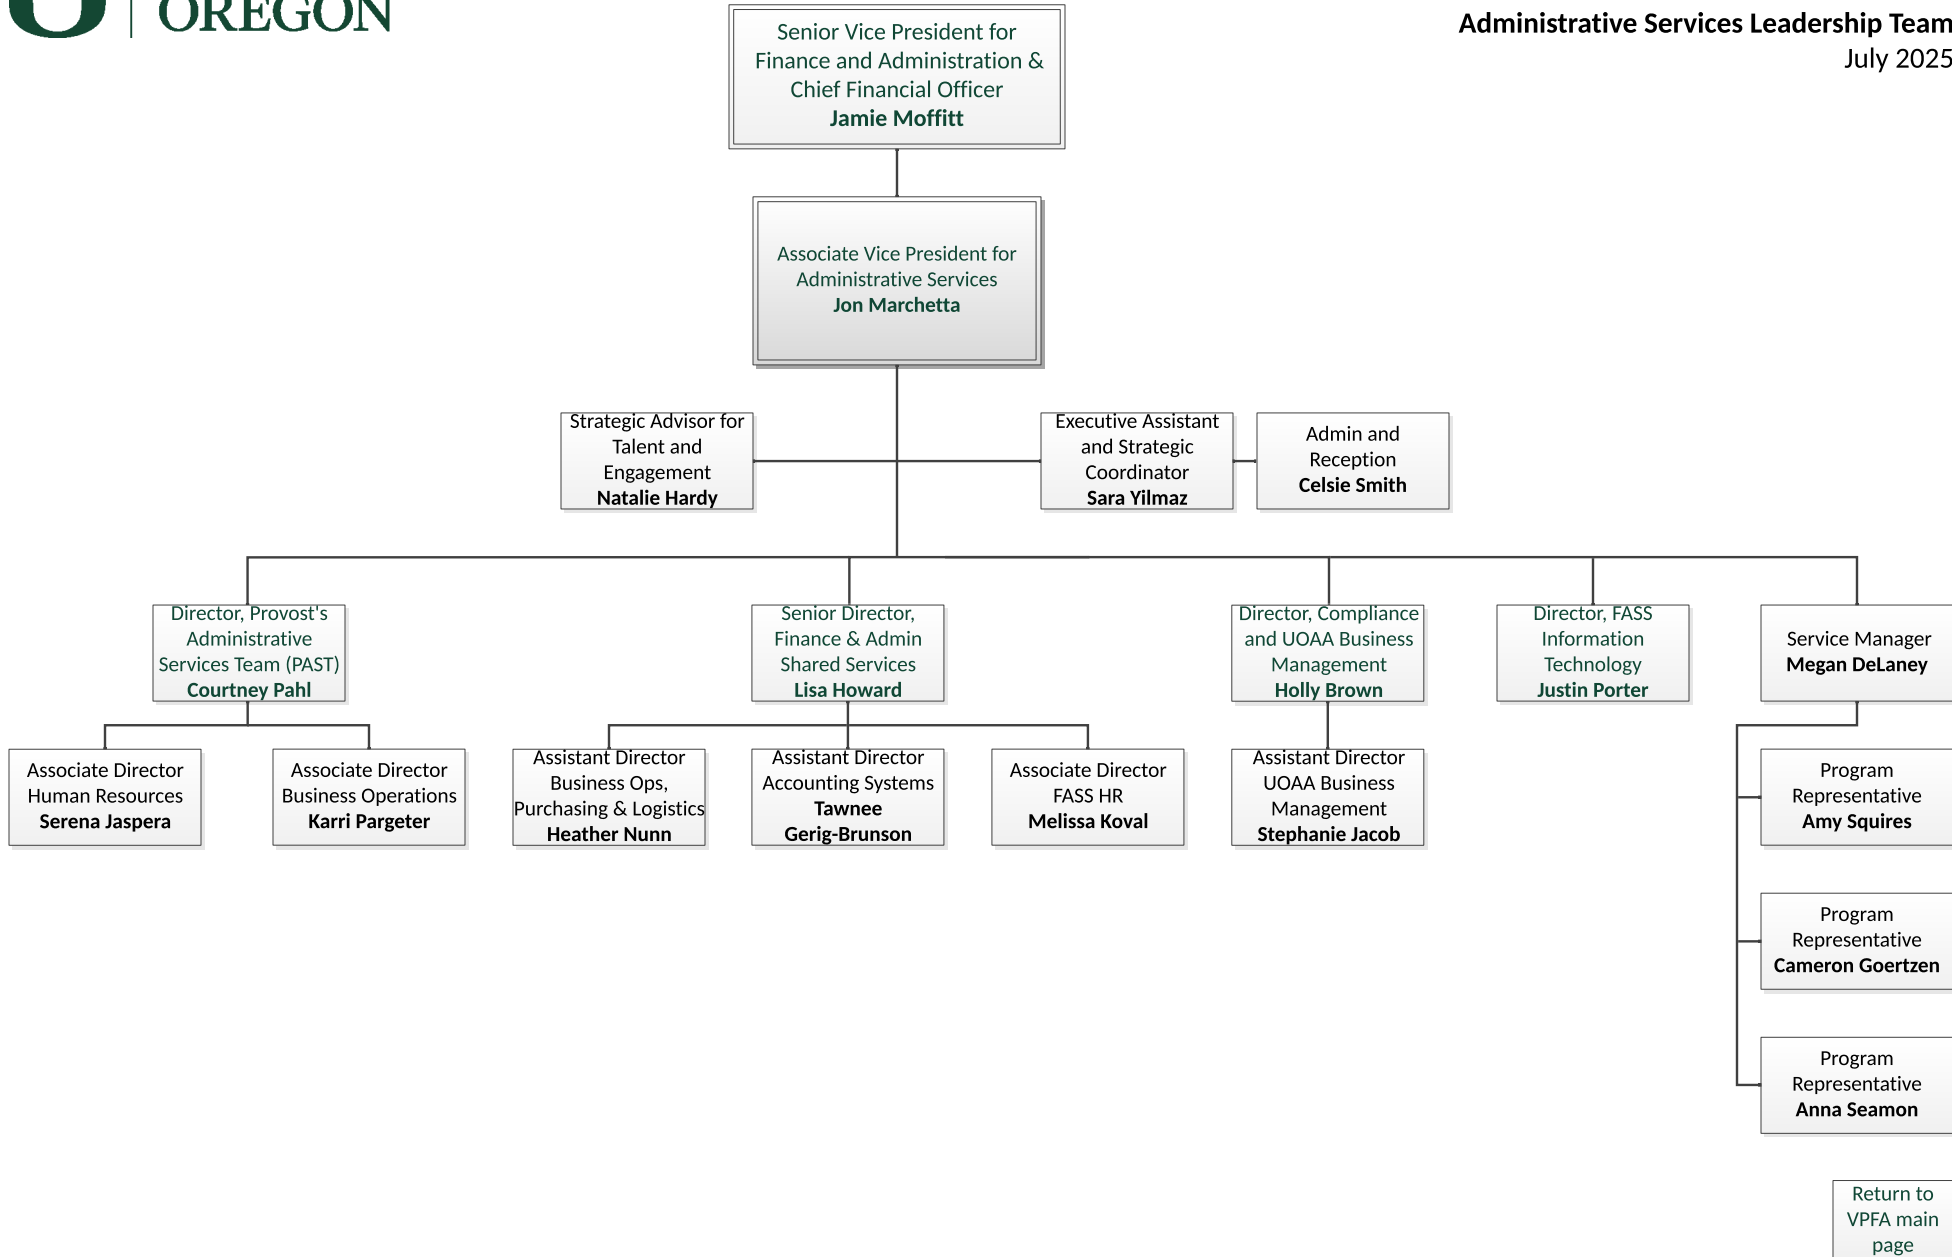 OREGON
Administrative Services Leadership Team
July 2025
Senior Vice President for
Finance and Administration &
Chief Financial Officer
Jamie Moffitt
Associate Vice President for
Administrative Services
Jon Marchetta
Strategic Advisor for
Talent and
Engagement
Natalie Hardy
Executive Assistant
and Strategic
Coordinator
Sara Yilmaz
Admin and
Reception
Celsie Smith
Director, Provost's
Administrative
Services Team (PAST)
Courtney Pahl
Senior Director,
Finance & Admin
Shared Services
Lisa Howard
Director, Compliance
and UOAA Business
Management
Holly Brown
Director, FASS
Information
Technology
Justin Porter
Service Manager
Megan DeLaney
Associate Director
Human Resources
Serena Jaspera
Associate Director
Business Operations
Karri Pargeter
Assistant Director
Business Ops,
Purchasing & Logistics
Heather Nunn
Assistant Director
Accounting Systems
Tawnee
Gerig-Brunson
Associate Director
FASS HR
Melissa Koval
Assistant Director
UOAA Business
Management
Stephanie Jacob
Program
Representative
Amy Squires
Program
Representative
Cameron Goertzen
Program
Representative
Anna Seamon
Return to
VPFA main
page